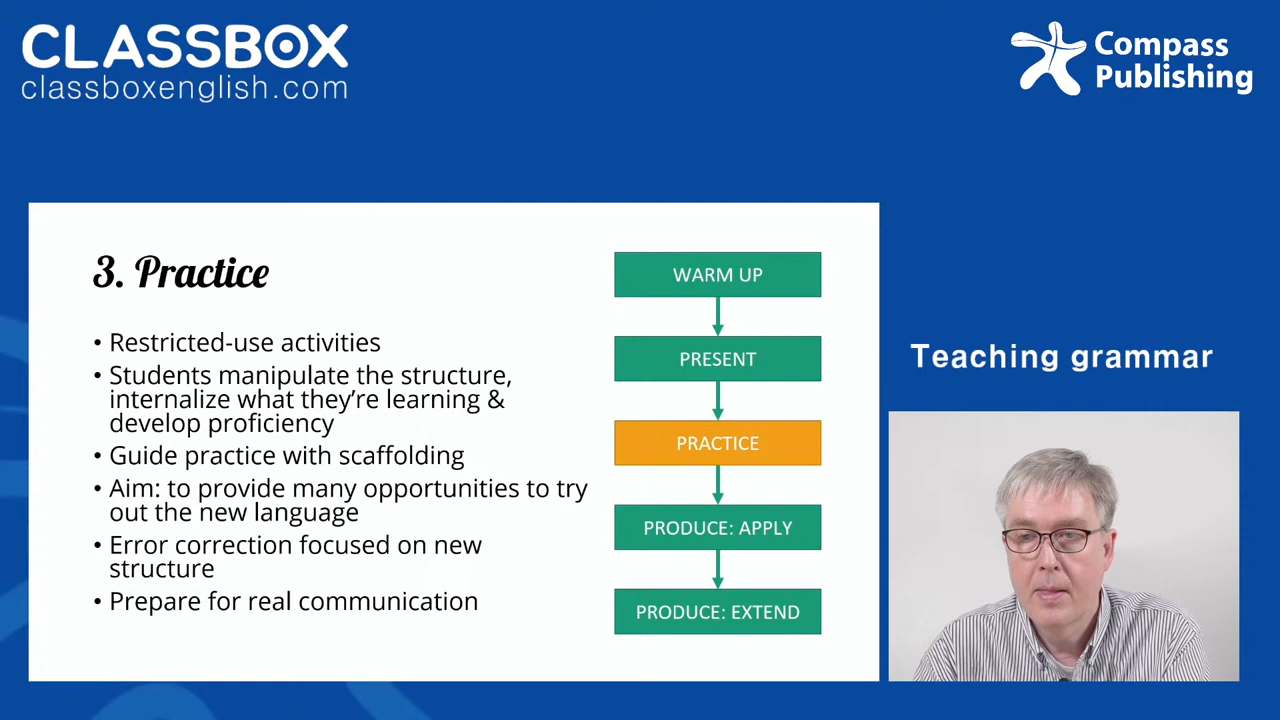 CLASSBOX
classboxenglish.com
Compass
Publishing
3. Practice
• Restricted-use activities
• Students manipulate the structure,
internalize what they're learning &
develop proficiency
• Guide practice with scaffolding
• Aim: to provide many opportunities to try
out the new language
• Error correction focused on new
structure
• Prepare for real communication
WARM UP
PRESENT
PRACTICE
PRODUCE: APPLY
PRODUCE: EXTEND
Teaching grammar